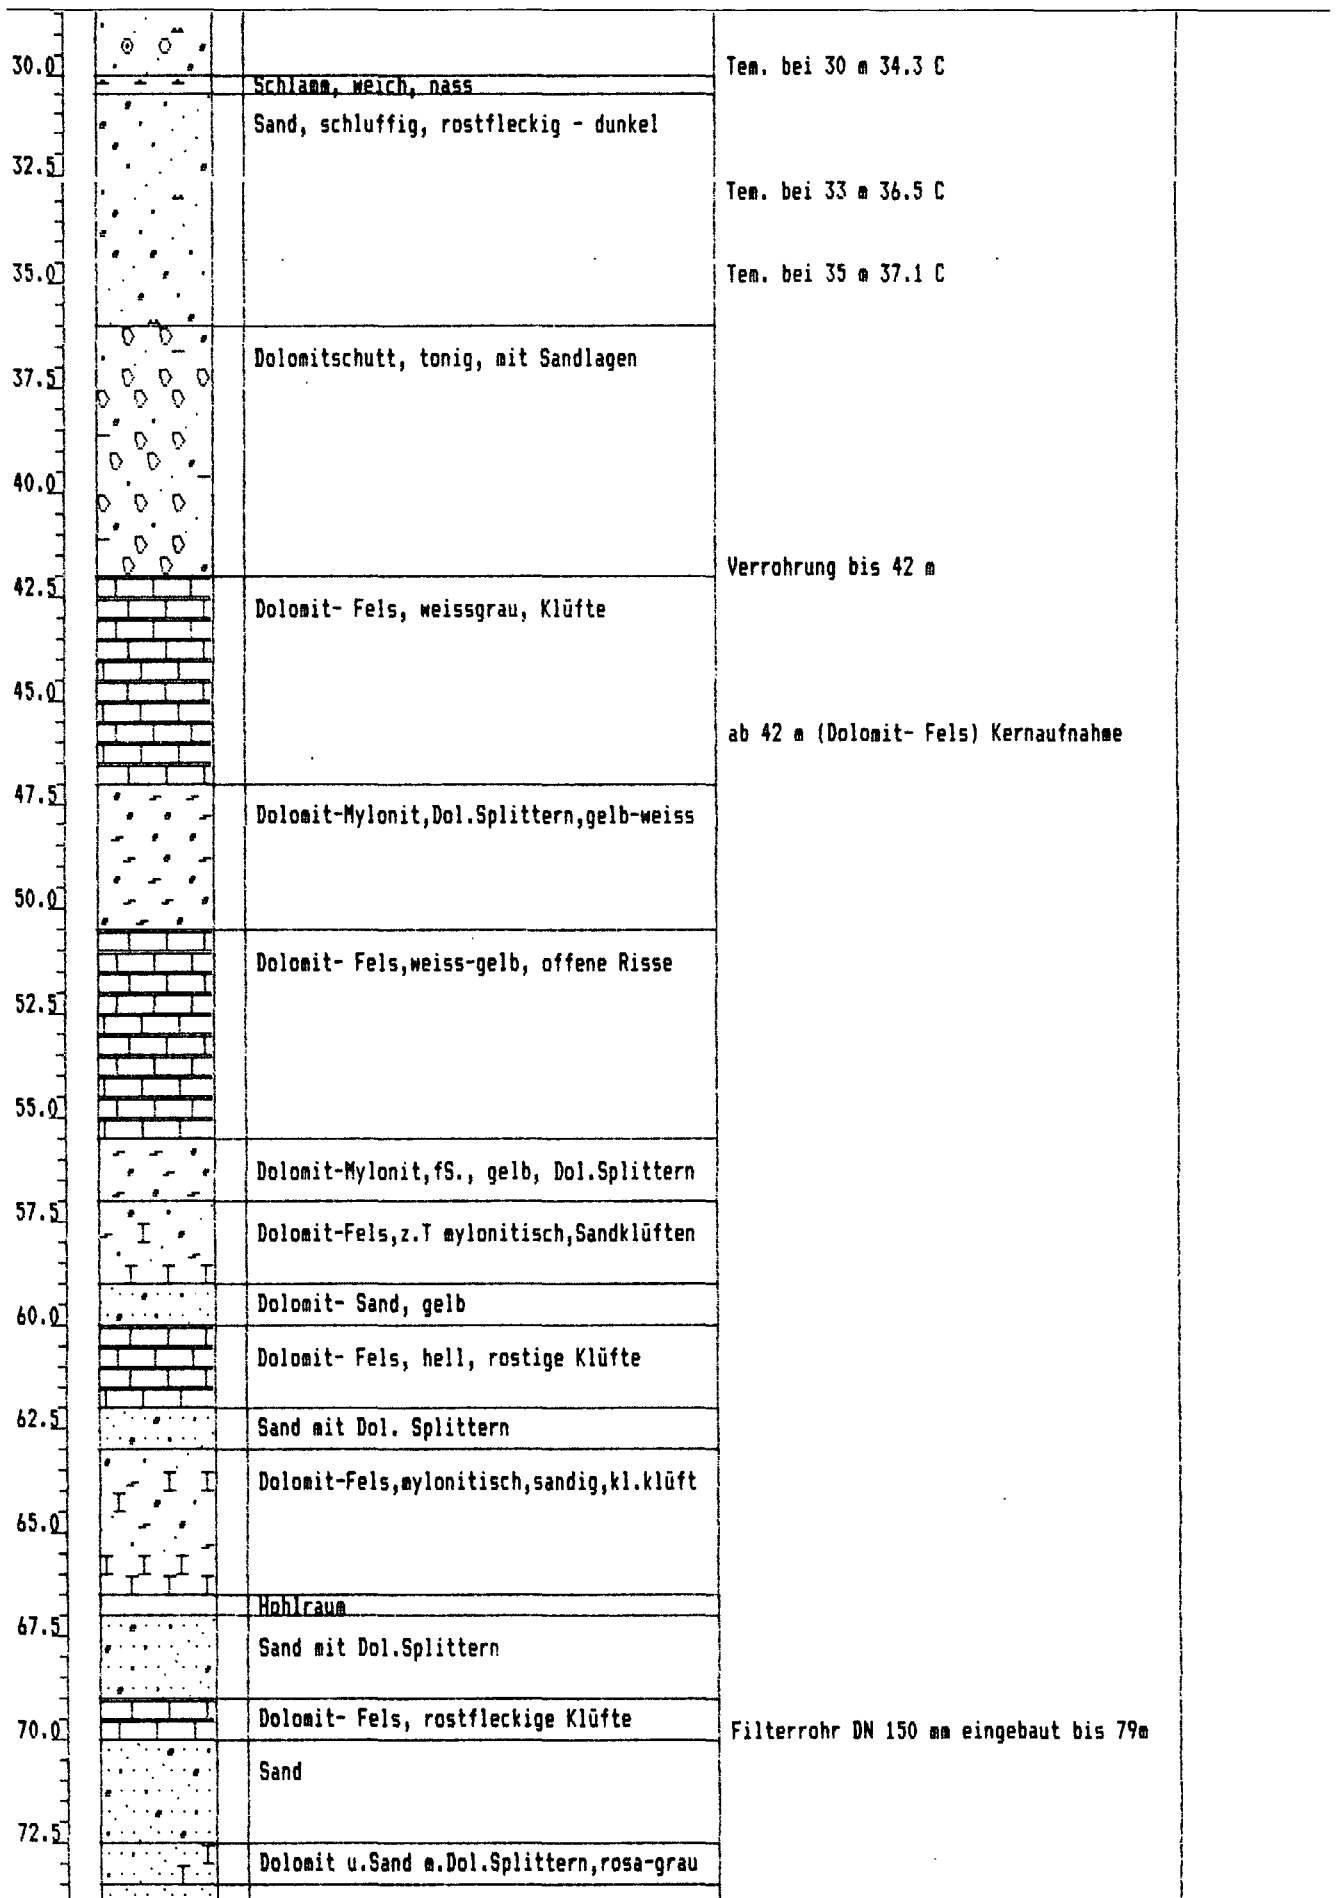 30.0
Tem. bei 30 m 34.3 C
Schlamm, weich, nass
Sand, schluffig, rostfleckig - dunkel
32.5
Tem. bei 33 m 36.5 C
35.0
Tem. bei 35 m 37.1 C
Dolomitschutt, tonig, mit Sandlagen
37.5
40.0
Verrohrung bis 42 m
42.5
Dolomit- Fels, weissgrau, Klüfte
45.0
ab 42 m (Dolomit- Fels) Kernaufnahme
47.5
Dolomit-Mylonit,Dol.Splittern,gelb-weiss
50.0
Dolomit- Fels,weiss-gelb, offene Risse
52.5
55.0
Dolomit-Mylonit,fS., gelb, Dol.Splittern
57.5
Dolomit-Fels,z.T mylonitisch,Sandklüften
Dolomit- Sand, gelb
60.0
Dolomit- Fels, hell, rostige Klüfte
62.5
Sand mit Dol. Splittern
Dolomit-Fels,mylonitisch,sandig,kl.klüft
65.0
Hohlraum
67.5
Sand mit Dol.Splittern
Dolomit- Fels, rostfleckige Klüfte
70.0
Filterrohr DN 150 mm eingebaut bis 79m
Sand
72.5
Dolomit u.Sand m.Dol.Splittern,rosa-grau